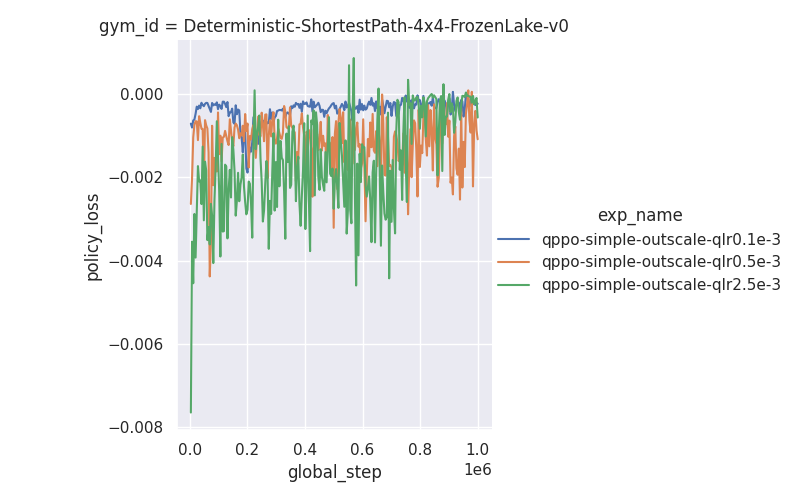 gym_id = Deterministic-ShortestPath-4x4-FrozenLake-v0
0.000
−0.002
−0.004
−0.006
−0.008
policy_loss
0.0 0.2 0.4 0.6 0.8 1.0
1e6
global_step
exp_name
qppo-simple-outscale-qlr0.1e-3
qppo-simple-outscale-qlr0.5e-3
qppo-simple-outscale-qlr2.5e-3